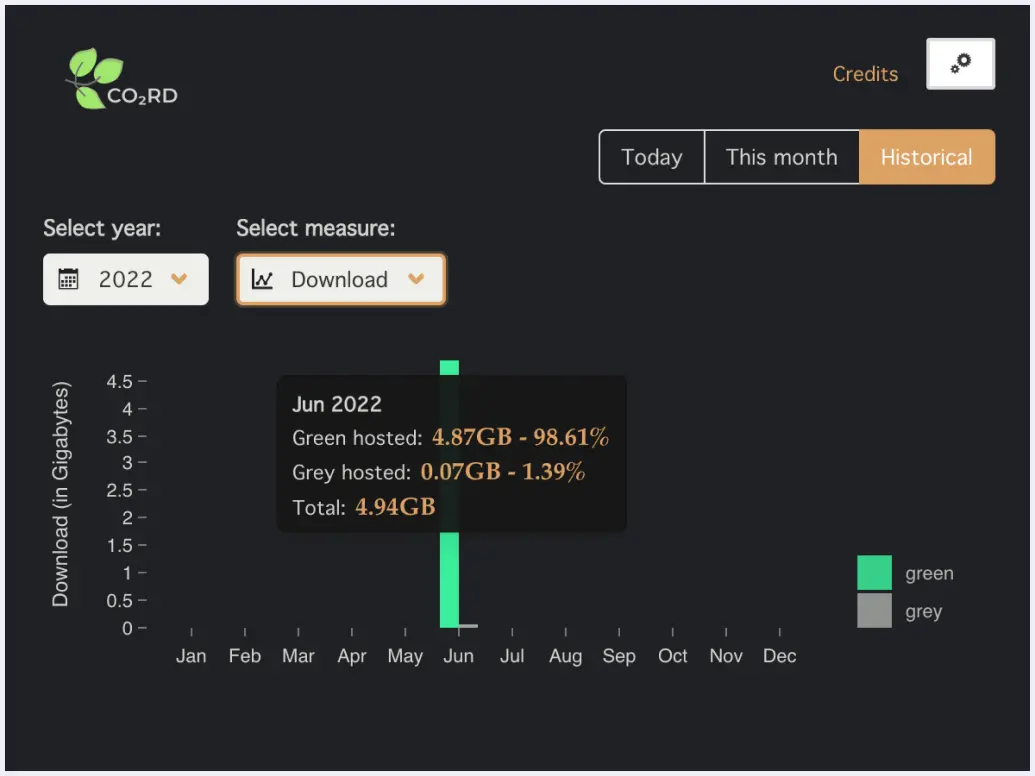 CO₂RD
Credits
Today
This month
Historical
Select year:
Select measure:
2022
Download
Download (in Gigabytes)
4.5
4
3.5
3
2.5
2
1.5
1
0.5
0
Jun 2022
Green hosted: 4.87GB - 98.61%
Grey hosted: 0.07GB - 1.39%
Total: 4.94GB
green
grey
Jan Feb Mar Apr May Jun Jul Aug Sep Oct Nov Dec